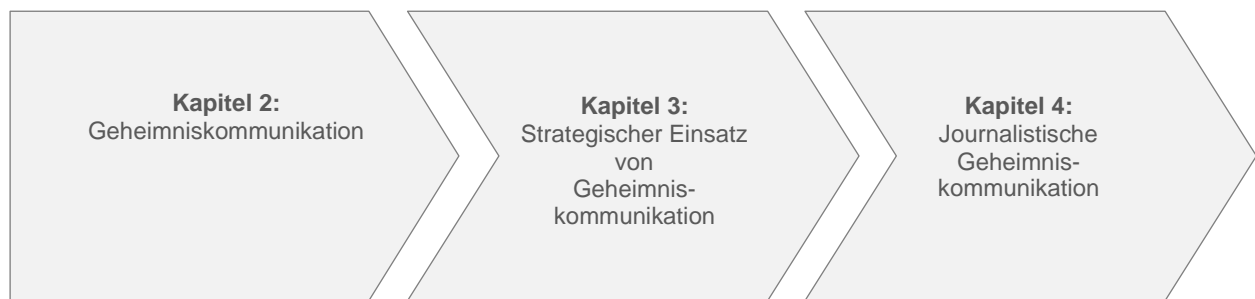 Kapitel 2:
Geheimniskommunikation
Kapitel 3:
Strategischer Einsatz
von
Geheimnis-
kommunikation
Kapitel 4:
Journalistische
Geheimnis-
kommunikation